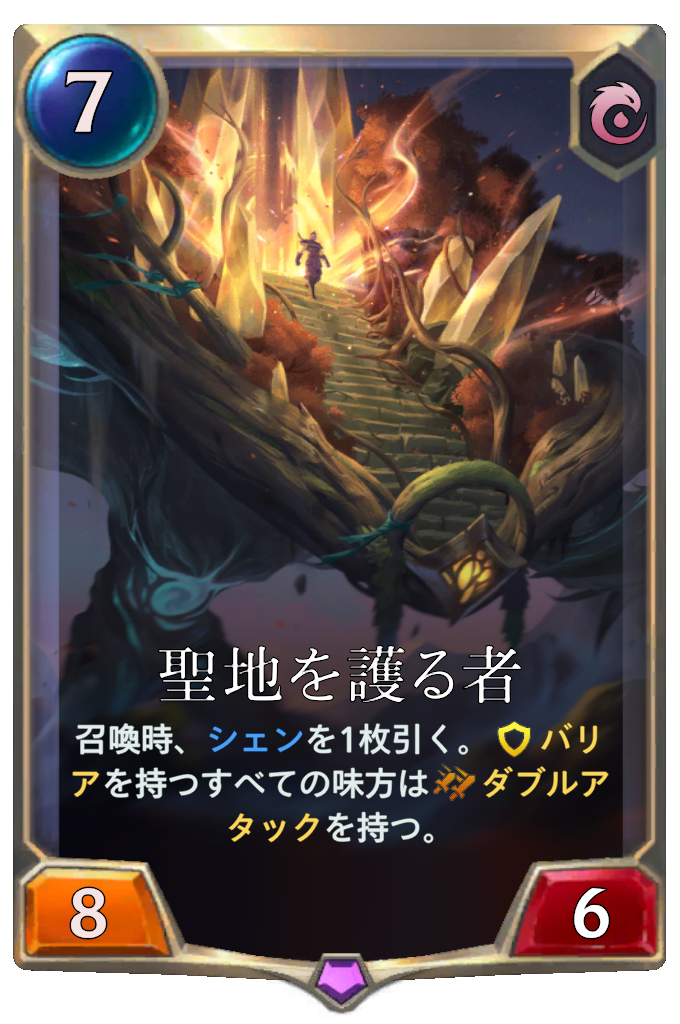 7
聖地を護る者
召喚時、シェンを1枚引く。 バリ
アを持つすべての味方は ダブルア
タックを持つ。
8
6